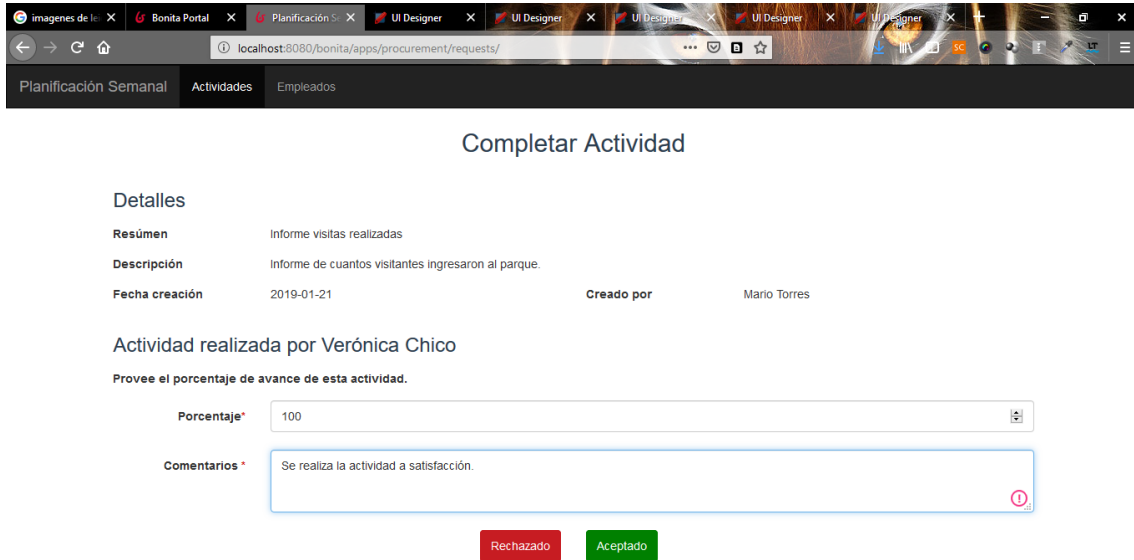 imagenes de le
Bonita Portal
Planificación Se
UI Designer
UI Designer
UI Designer
UI Designer
UI Designer
localhost:8080/bonita/apps/procurement/requests/
Planificación Semanal Actividades Empleados
Completar Actividad
Detalles
Resúmen Informe visitas realizadas
Descripción Informe de cuantos visitantes ingresaron al parque.
Fecha creación 2019-01-21 Creado por Mario Torres
Actividad realizada por Verónica Chico
Provee el porcentaje de avance de esta actividad.
Porcentaje* 100
Comentarios * Se realiza la actividad a satisfacción.
Rechazado Aceptado